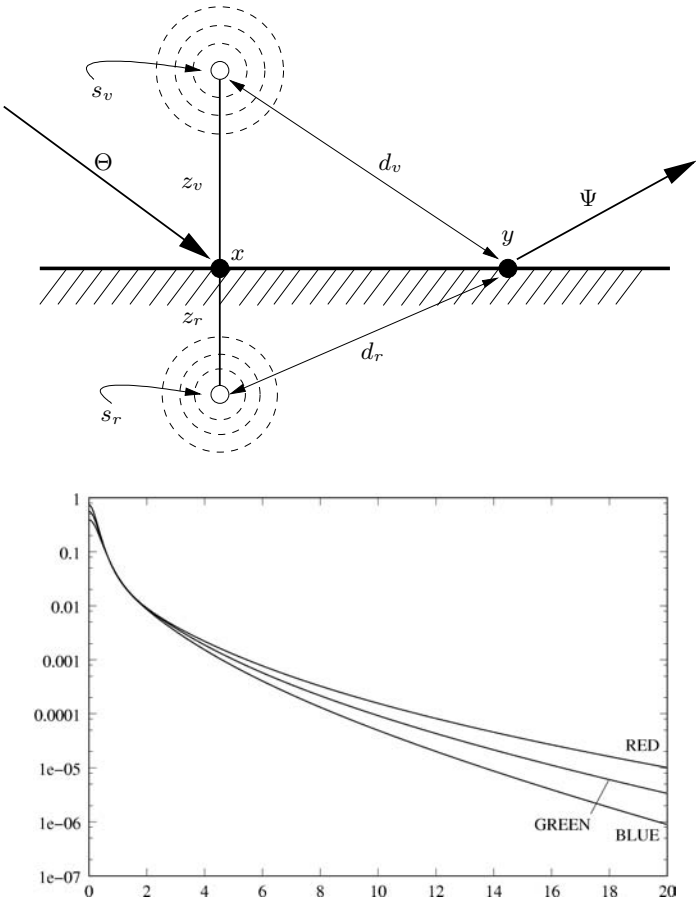 s_v
Θ
z_v
d_v
Ψ
x
y
z_r
d_r
s_r
1
0.1
0.01
0.001
0.0001
1e−05
1e−06
1e−07
RED
GREEN
BLUE
0 2 4 6 8 10 12 14 16 18 20